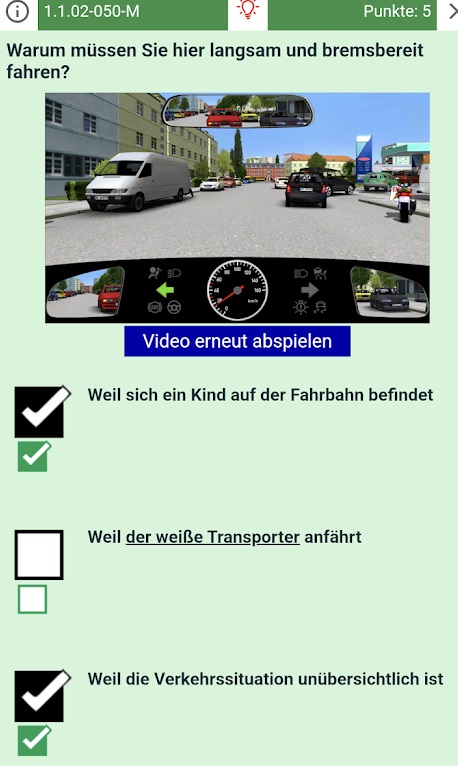 1.1.02-050-M
Punkte: 5
Warum müssen Sie hier langsam und bremsbereit
fahren?
Video erneut abspielen
Weil sich ein Kind auf der Fahrbahn befindet
Weil der weiße Transporter anfährt
Weil die Verkehrssituation unübersichtlich ist